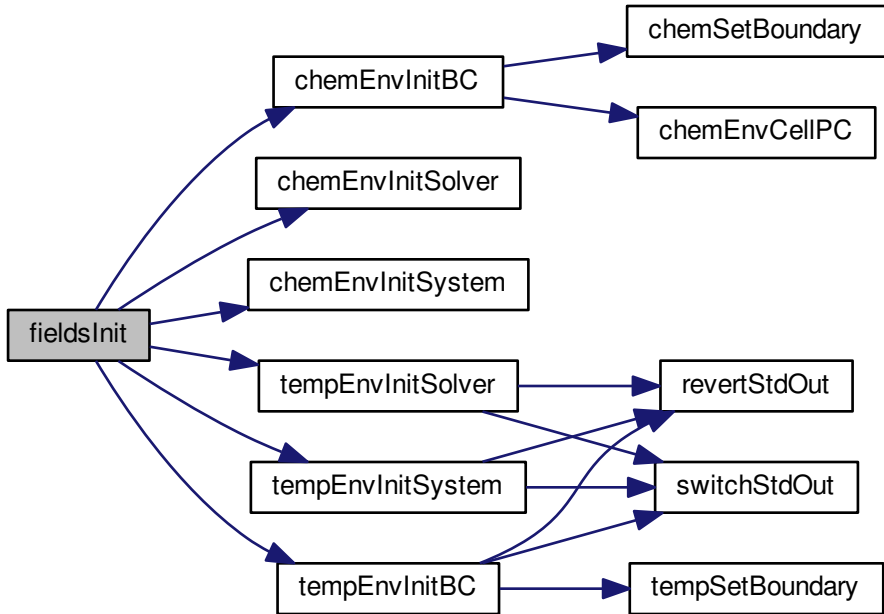 chemSetBoundary
chemEnvInitBC
chemEnvCellPC
chemEnvInitSolver
chemEnvInitSystem
fieldsInit
tempEnvInitSolver
revertStdOut
tempEnvInitSystem
switchStdOut
tempEnvInitBC
tempSetBoundary